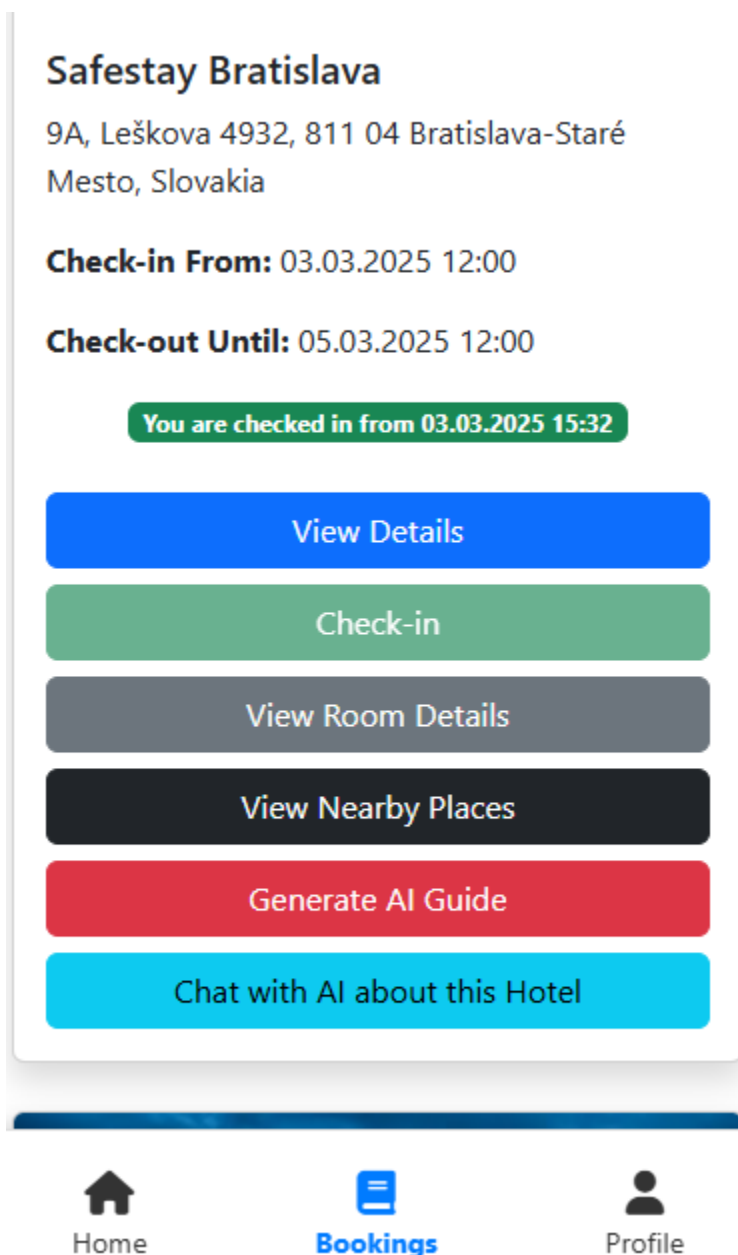 Safestay Bratislava
9A, Leškova 4932, 811 04 Bratislava-Staré
Mesto, Slovakia
Check-in From: 03.03.2025 12:00
Check-out Until: 05.03.2025 12:00
You are checked in from 03.03.2025 15:32
View Details
Check-in
View Room Details
View Nearby Places
Generate AI Guide
Chat with AI about this Hotel
Home
Bookings
Profile